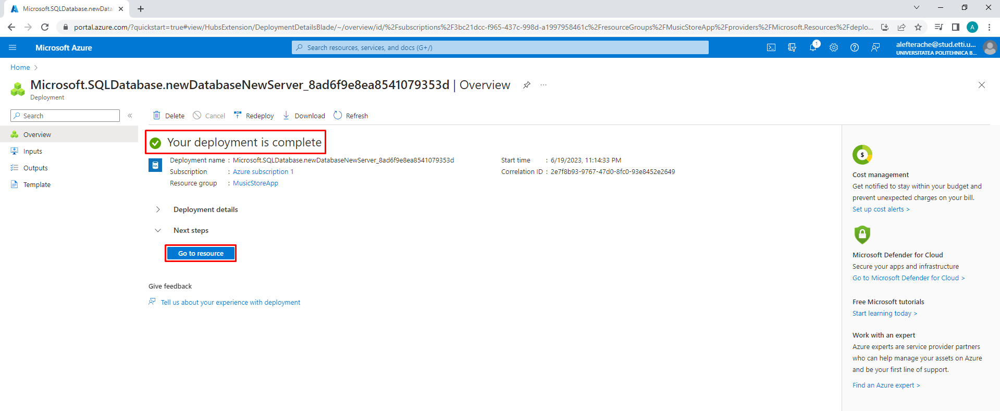 Microsoft.SQLDatabase.newData
portal.azure.com/?quickstart=true#view/HubsExtension/DeploymentDetailsBlade/~/overview/id/%2Fsubscriptions%2F3bc21dcc-f965-437c-998d-a1997958461c%2FresourceGroups%2FMusicStoreApp%2Fproviders%2FMicrosoft.Resources%2Fdeplo...
A
Microsoft Azure
Search resources, services, and docs (G+/)
1
alefterache@stud.etti.u...
UNIVERSITATEA POLITEHNICA B...
Home
Microsoft.SQLDatabase.newDatabaseNewServer_8ad6f9e8ea8541079353d | Overview
Deployment
Search
Delete
Cancel
Redeploy
Download
Refresh
Overview
Inputs
Outputs
Template
Your deployment is complete
SQL
Deployment name : Microsoft.SQLDatabase.newDatabaseNewServer_8ad6f9e8ea8541079353d
Subscription : Azure subscription 1
Resource group : MusicStoreApp
Start time : 6/19/2023, 11:14:33 PM
Correlation ID : 2e7f8b93-9767-47d0-8fc0-93e8452e2649
Deployment details
Next steps
Go to resource
Give feedback
Tell us about your experience with deployment
$
Cost management
Get notified to stay within your budget and
prevent unexpected charges on your bill.
Set up cost alerts >
Microsoft Defender for Cloud
Secure your apps and infrastructure
Go to Microsoft Defender for Cloud >
Free Microsoft tutorials
Start learning today >
Work with an expert
Azure experts are service provider partners
who can help manage your assets on Azure
and be your first line of support.
Find an Azure expert >